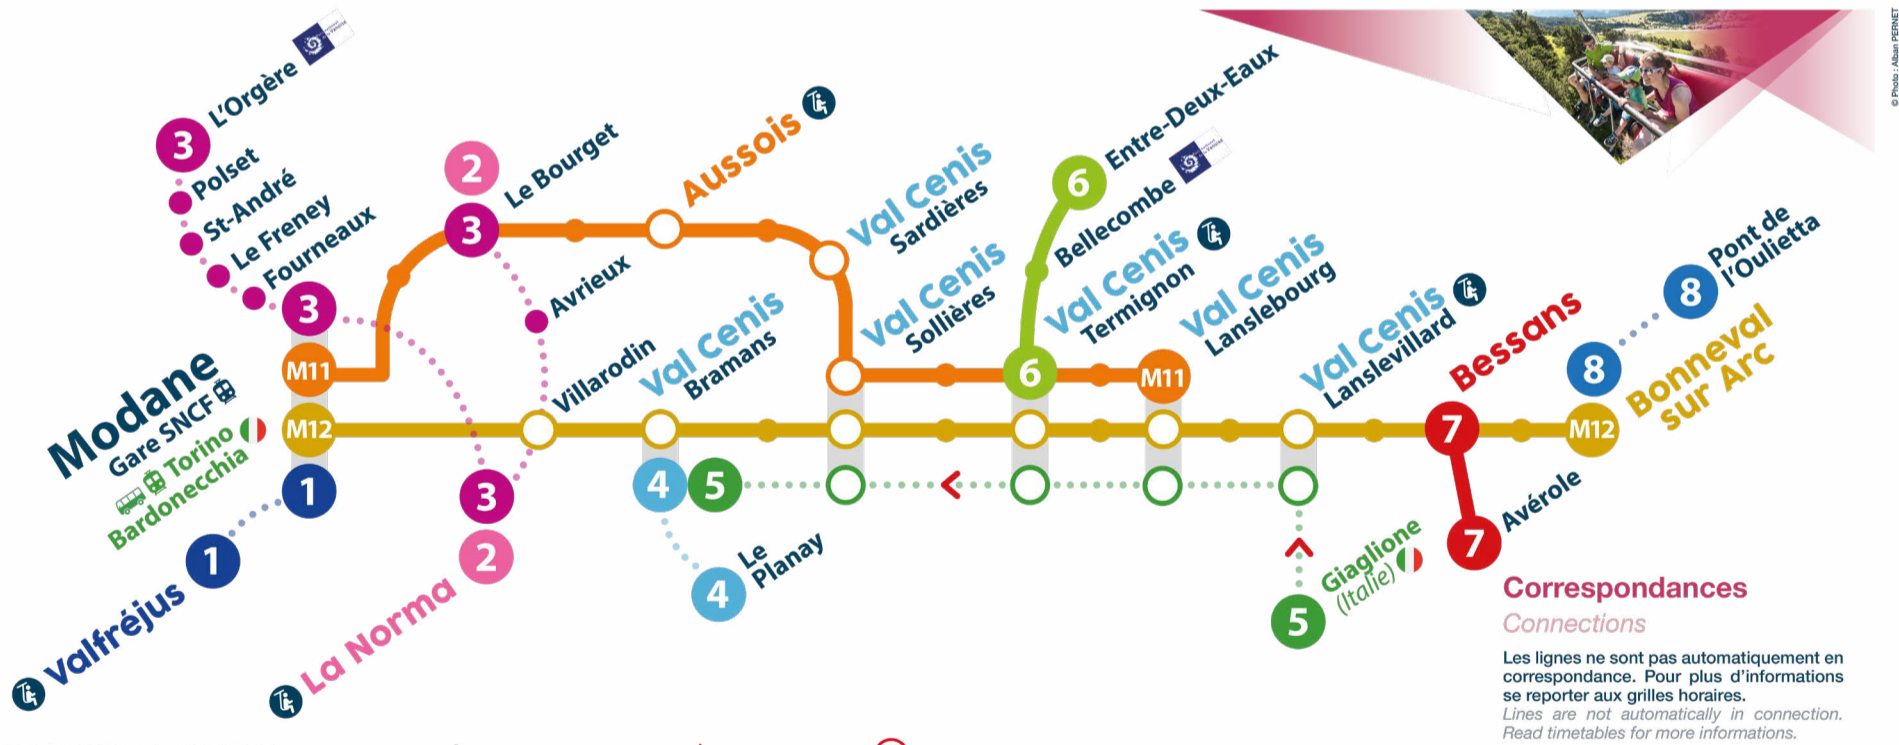 © Photo : Alban PERNET
3
L'Orgère
Polset
St-André
Le Freney
Fourneaux
3
2
3
Le Bourget
Avrieux
Aussois
Val cenis
Sardières
Val cenis
Sollières
6
Entre-Deux-Eaux
Bellecombe
Val cenis
Termignon
6
Val cenis
Lanslebourg
M11
M11
Modane
Gare SNCF
Torino
Bardonecchia
M12
Villarodin
Val cenis
Bramans
Val cenis
Lanslevillard
Bessans
7
8
Pont de
l'Oulietta
8
M12
Bonneval
sur Arc
1
1
Valfréjus
3
2
La Norma
4
5
4
Le
Planay
5
Giaglione
(Italie)
7
Avérole
Correspondances
Connections
Les lignes ne sont pas automatiquement en
correspondance. Pour plus d'informations
se reporter aux grilles horaires.
Lines are not automatically in connection.
Read timetables for more informations.